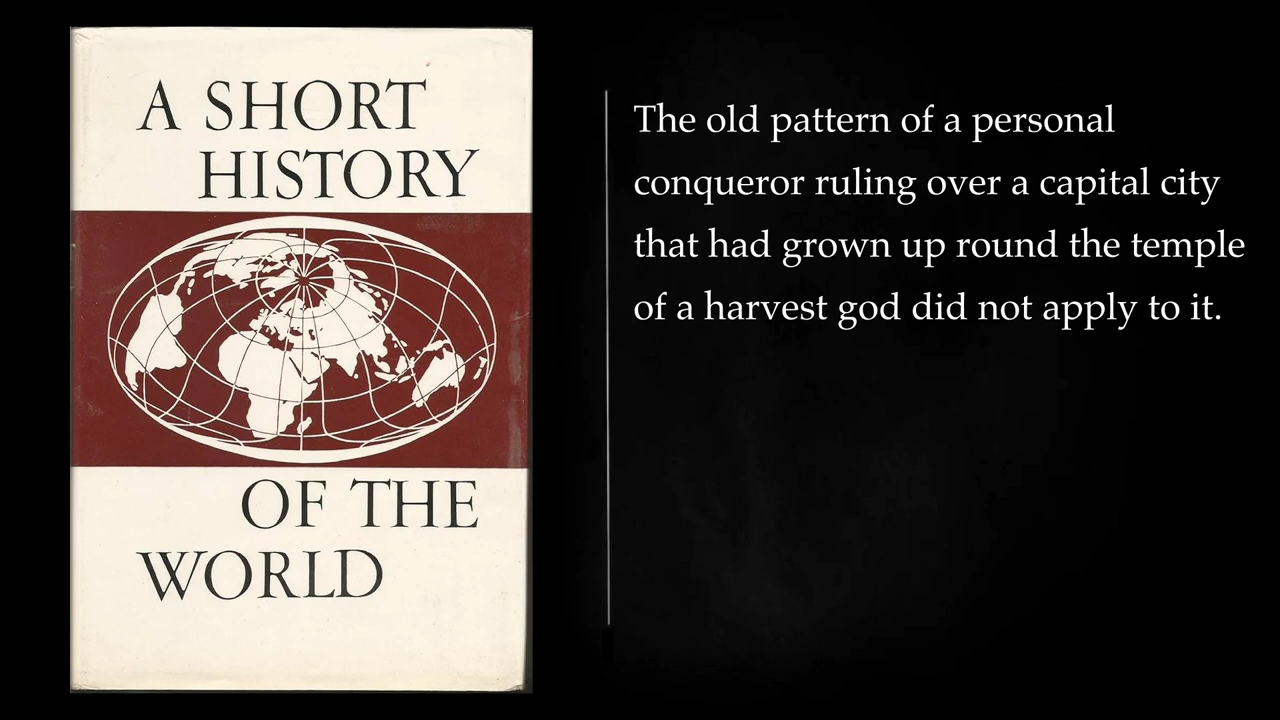 A SHORT
HISTORY
OF THE
WORLD
The old pattern of a personal
conqueror ruling over a capital city
that had grown up round the temple
of a harvest god did not apply to it.